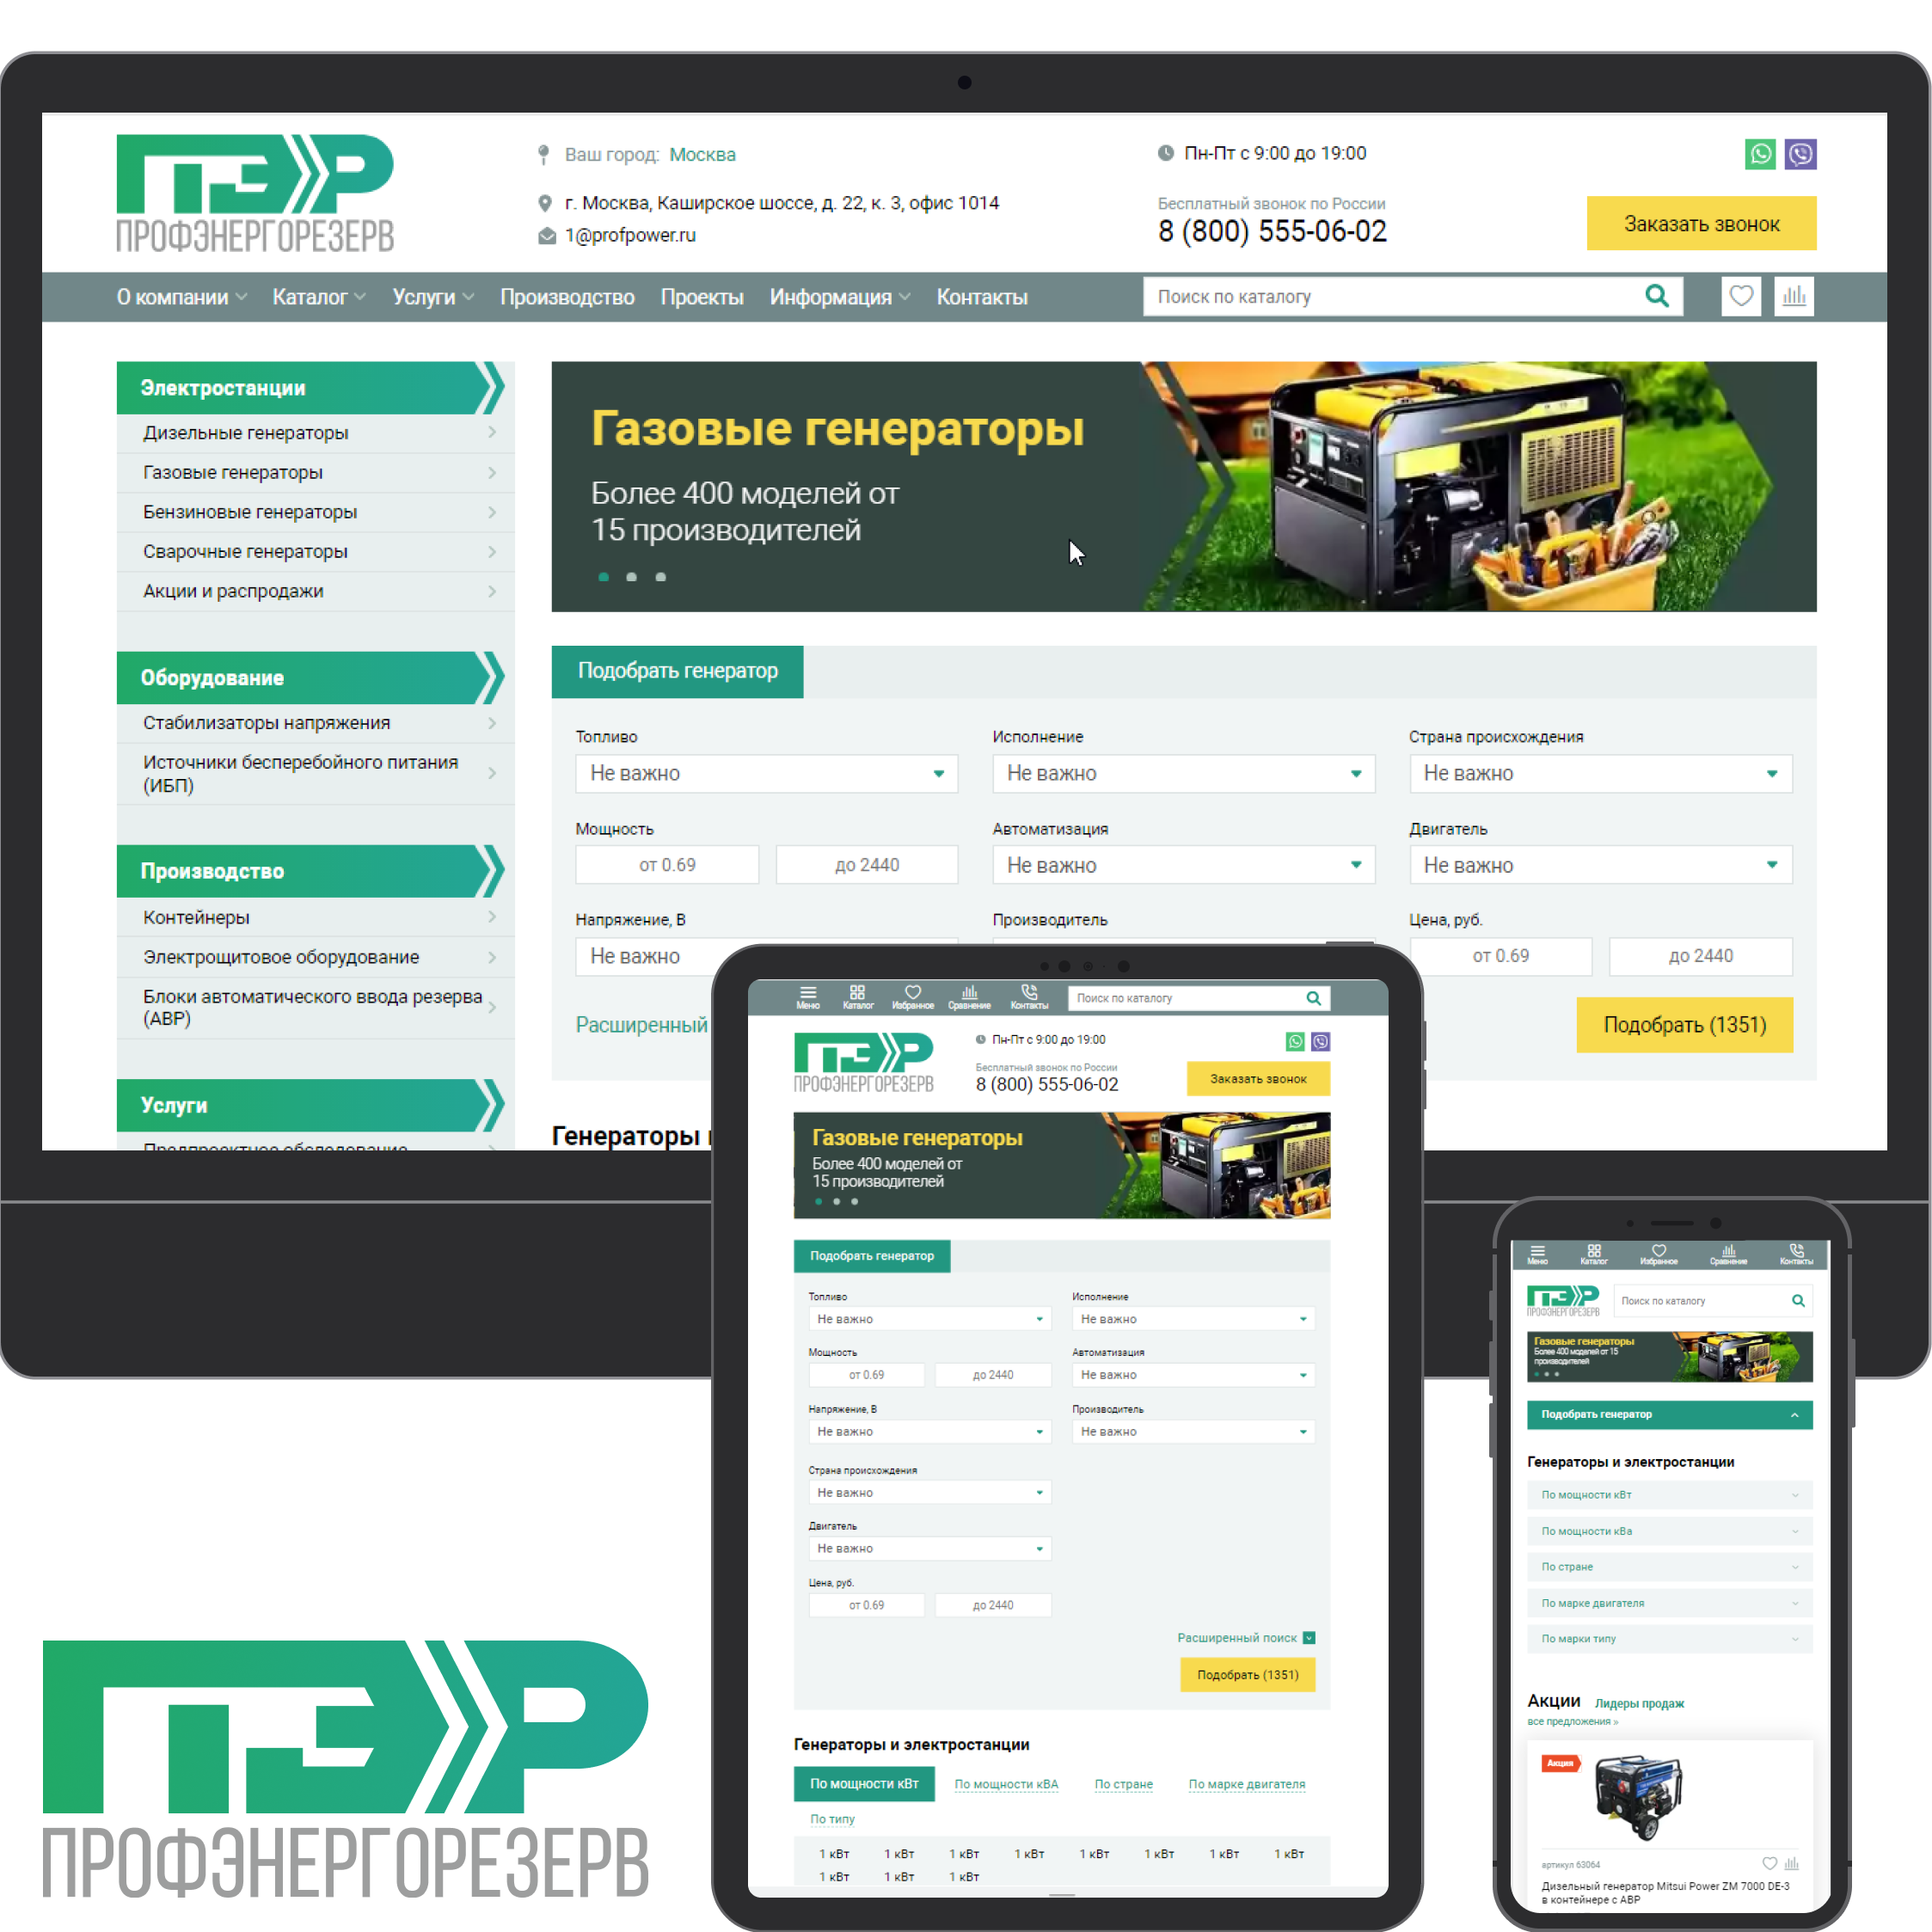 ПЭР
ПРОФЭНЕРГОРЕЗЕРВ
Ваш город: Москва
г. Москва, Каширское шоссе, д. 22, к. 3, офис 1014
1@profpower.ru
Пн-Пт с 9:00 до 19:00
Бесплатный звонок по России
8 (800) 555-06-02
Заказать звонок
О компании Каталог Услуги Производство Проекты Информация Контакты
Поиск по каталогу
Электростанции
Дизельные генераторы
Газовые генераторы
Бензиновые генераторы
Сварочные генераторы
Акции и распродажи
Оборудование
Стабилизаторы напряжения
Источники бесперебойного питания
(ИБП)
Производство
Контейнеры
Электрощитовое оборудование
Блоки автоматического ввода резерва
(АВР)
Услуги
Предпроектное обследование
Газовые генераторы
Более 400 моделей от
15 производителей
Подобрать генератор
Топливо Исполнение Страна происхождения
Не важно Не важно Не важно
Мощность Автоматизация Двигатель
от 0.69 до 2440 Не важно Не важно
Напряжение, В Производитель Цена, руб.
Не важно от 0.69 до 2440
Расширенный
Подобрать (1351)
Генераторы
Меню Каталог Избранное Сравнение Контакты
Поиск по каталогу
ПЭР
ПРОФЭНЕРГОРЕЗЕРВ
Пн-Пт с 9:00 до 19:00
Бесплатный звонок по России
8 (800) 555-06-02
Заказать звонок
Газовые генераторы
Более 400 моделей от
15 производителей
Подобрать генератор
Топливо Исполнение
Не важно Не важно
Мощность Автоматизация
от 0.69 до 2440 Не важно
Напряжение, В Производитель
Не важно Не важно
Страна происхождения
Не важно
Двигатель
Не важно
Цена, руб.
от 0.69 до 2440
Расширенный поиск
Подобрать (1351)
Генераторы и электростанции
По мощности кВт По мощности кВА По стране По марке двигателя
По типу
1 кВт 1 кВт 1 кВт 1 кВт 1 кВт 1 кВт 1 кВт 1 кВт
1 кВт 1 кВт 1 кВт
Меню Каталог Избранное Сравнение Контакты
ПЭР
ПРОФЭНЕРГОРЕЗЕРВ
Поиск по каталогу
Газовые генераторы
Более 400 моделей от 15
производителей
Подобрать генератор
Генераторы и электростанции
По мощности кВт
По мощности кВа
По стране
По марке двигателя
По марки типу
Акции Лидеры продаж
все предложения »
Акция
артикул 63064
Дизельный генератор Mitsui Power ZM 7000 DE-3
в контейнере с АВР
ПЭР
ПРОФЭНЕРГОРЕЗЕРВ